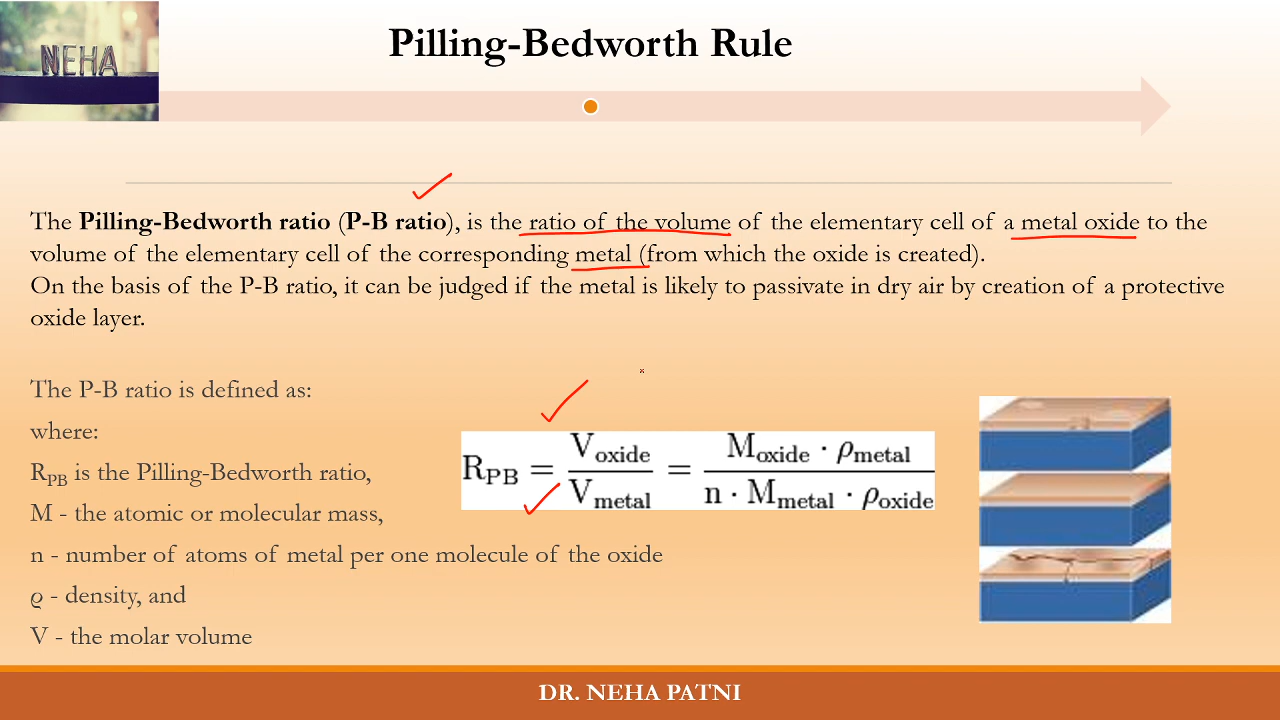 NEHA
Pilling-Bedworth Rule
The Pilling-Bedworth ratio (P-B ratio), is the ratio of the volume of the elementary cell of a metal oxide to the
volume of the elementary cell of the corresponding metal (from which the oxide is created).
On the basis of the P-B ratio, it can be judged if the metal is likely to passivate in dry air by creation of a protective
oxide layer.
The P-B ratio is defined as:
where:
R_PB = V_oxide / V_metal = M_oxide · ρ_metal / n · M_metal · ρ_oxide
R_PB is the Pilling-Bedworth ratio,
M - the atomic or molecular mass,
n - number of atoms of metal per one molecule of the oxide
ϱ - density, and
V - the molar volume
DR. NEHA PATNI